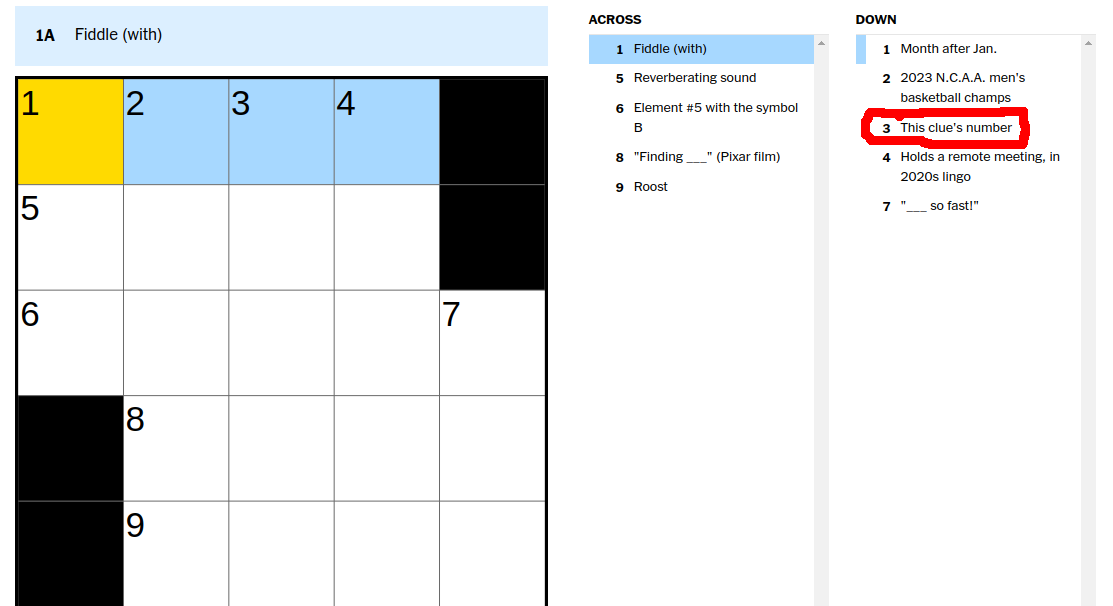 1A Fiddle (with)
1 2 3 4
5
6 7
8
9
ACROSS
1 Fiddle (with)
5 Reverberating sound
6 Element #5 with the symbol
B
8 "Finding ___" (Pixar film)
9 Roost
DOWN
1 Month after Jan.
2 2023 N.C.A.A. men's
basketball champs
3 This clue's number
4 Holds a remote meeting, in
2020s lingo
7 "___ so fast!"